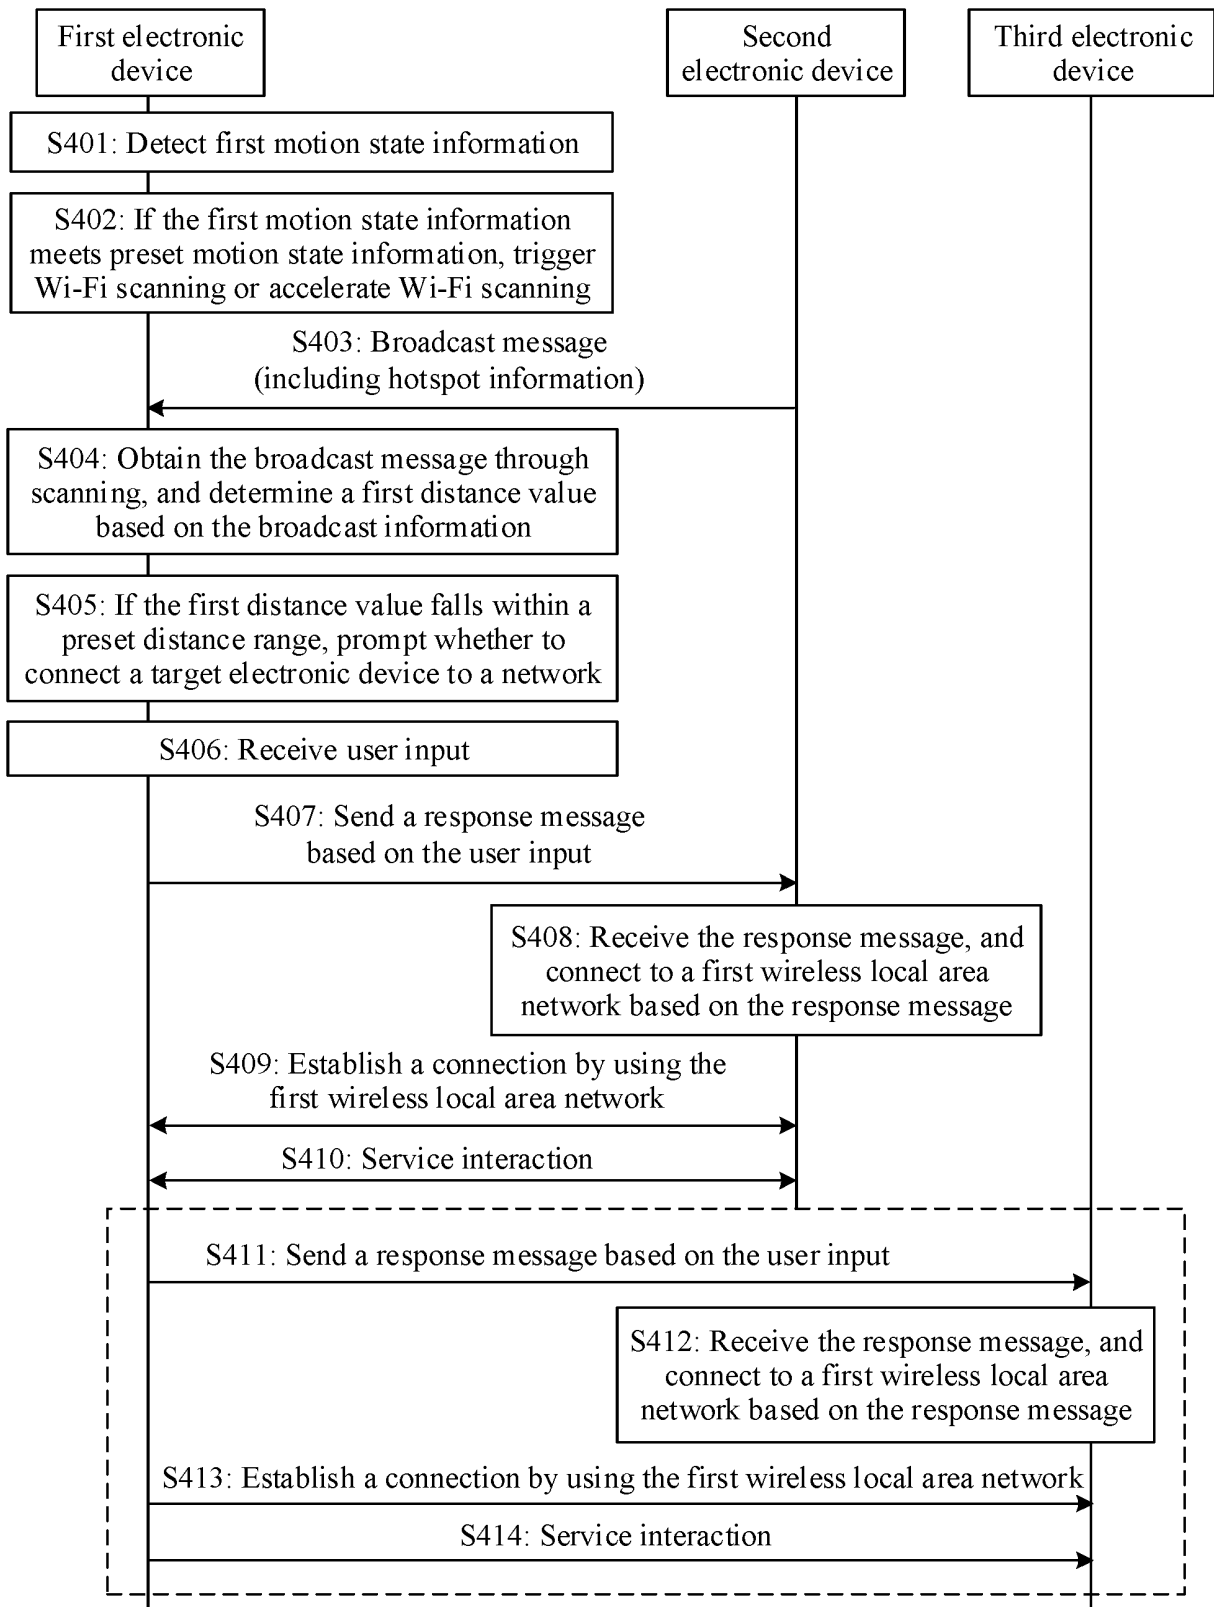 First electronic
device
Second
electronic device
Third electronic
device
S401: Detect first motion state information
S402: If the first motion state information
meets preset motion state information, trigger
Wi-Fi scanning or accelerate Wi-Fi scanning
S403: Broadcast message
(including hotspot information)
S404: Obtain the broadcast message through
scanning, and determine a first distance value
based on the broadcast information
S405: If the first distance value falls within a
preset distance range, prompt whether to
connect a target electronic device to a network
S406: Receive user input
S407: Send a response message
based on the user input
S408: Receive the response message, and
connect to a first wireless local area
network based on the response message
S409: Establish a connection by using the
first wireless local area network
S410: Service interaction
S411: Send a response message based on the user input
S412: Receive the response message, and
connect to a first wireless local area
network based on the response message
S413: Establish a connection by using the first wireless local area network
S414: Service interaction